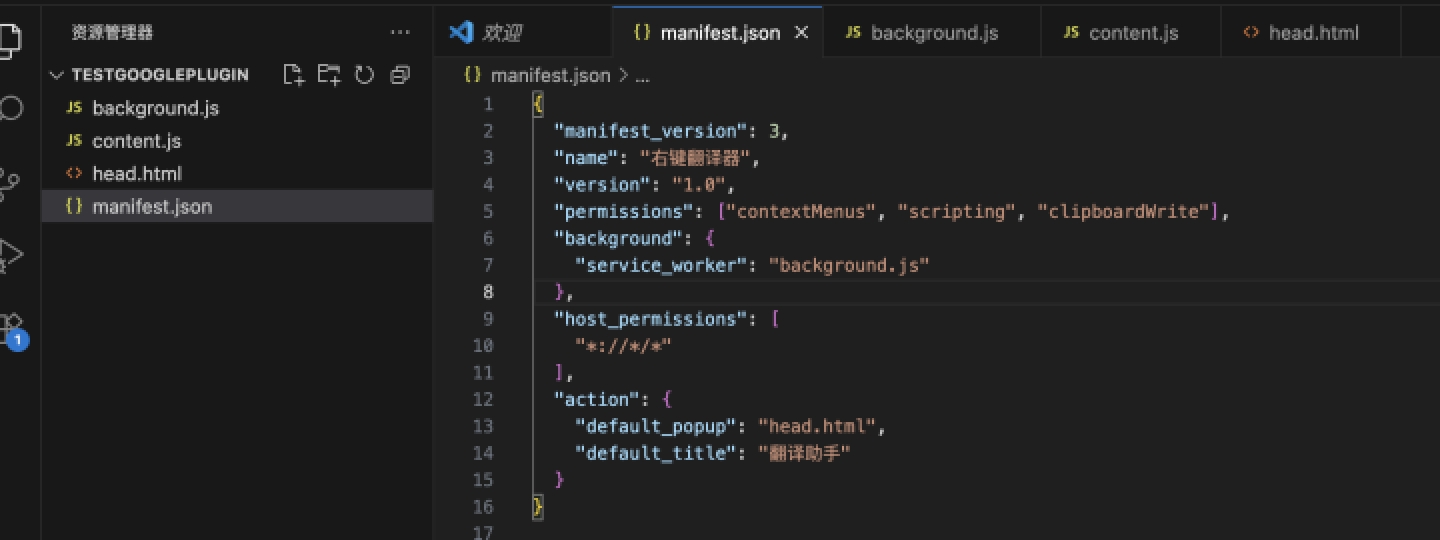 资源管理器
欢迎
{} manifest.json ×
JS background.js
JS content.js
<> head.html
TESTGOOGLEPLUGIN
JS background.js
JS content.js
<> head.html
{} manifest.json
1
{} manifest.json > ...
1 {
2 "manifest_version": 3,
3 "name": "右键翻译器",
4 "version": "1.0",
5 "permissions": ["contextMenus", "scripting", "clipboardWrite"],
6 "background": {
7 "service_worker": "background.js"
8 },
9 "host_permissions": [
10 "*://*/*"
11 ],
12 "action": {
13 "default_popup": "head.html",
14 "default_title": "翻译助手"
15 }
16 }
17